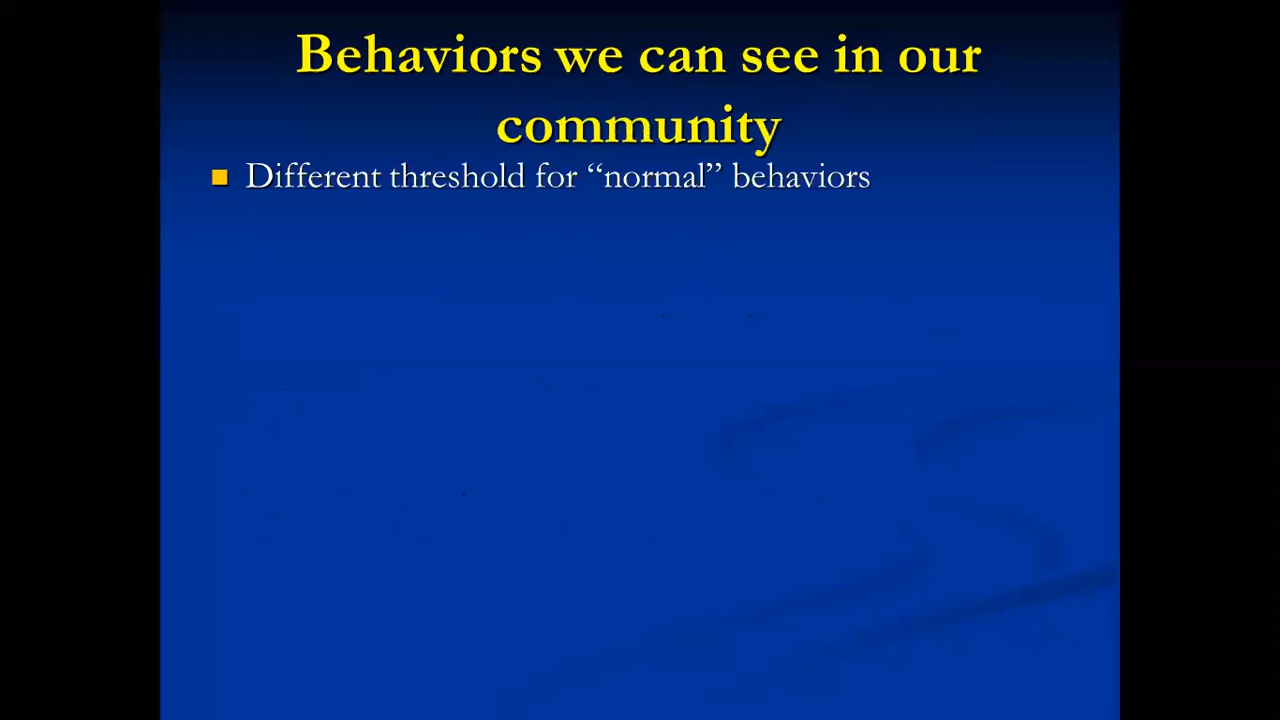 Behaviors we can see in our
community
Different threshold for “normal” behaviors